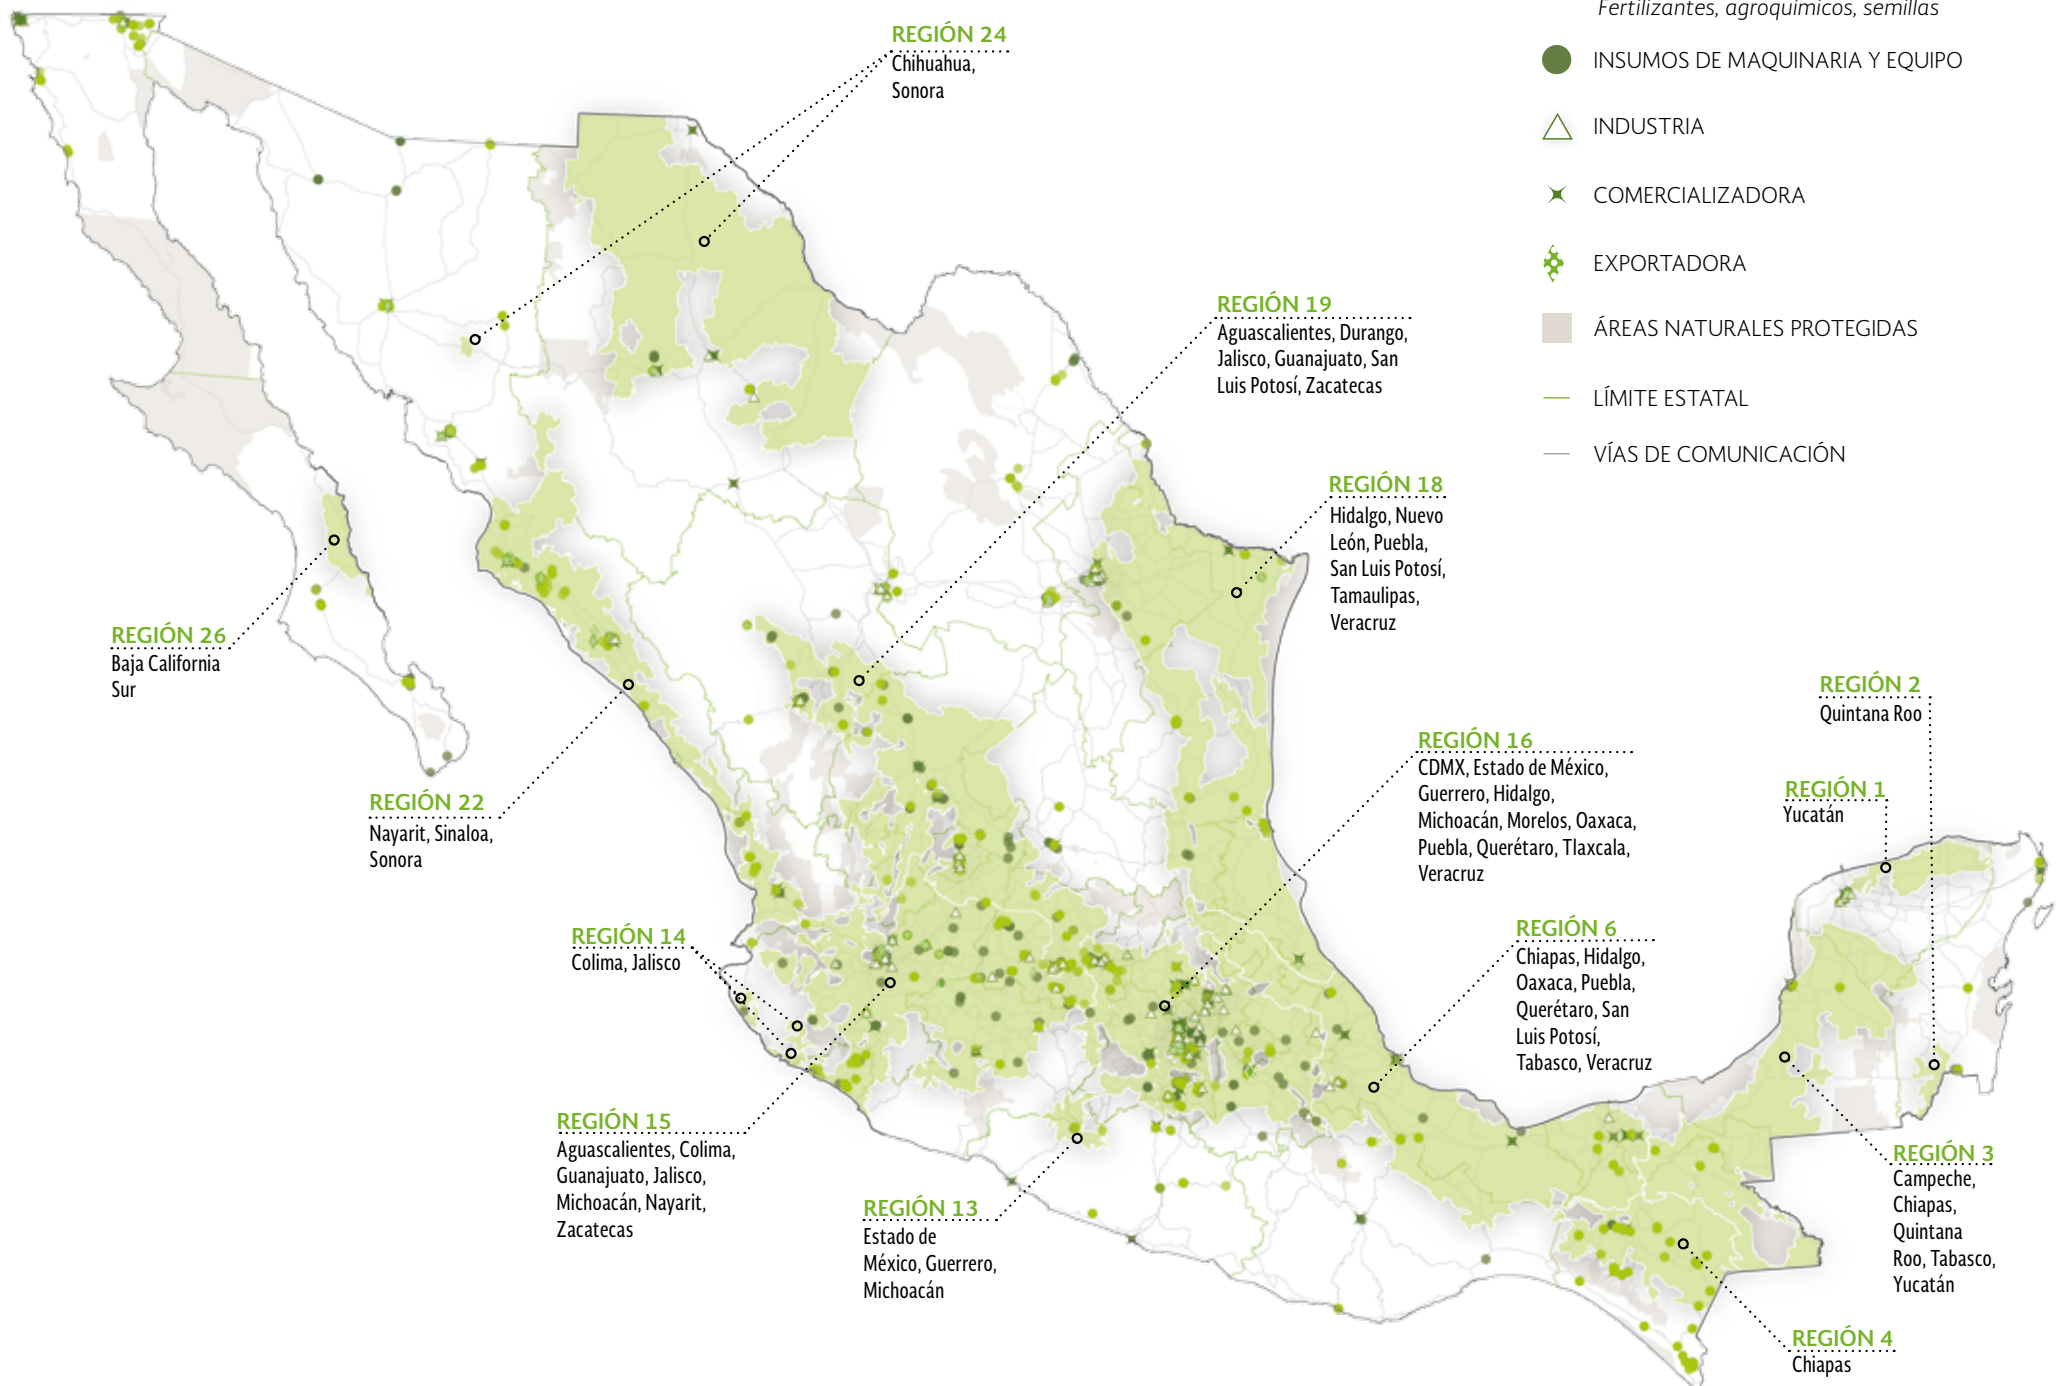 Fertilizantes, agroquímicos, semillas
INSUMOS DE MAQUINARIA Y EQUIPO
INDUSTRIA
COMERCIALIZADORA
EXPORTADORA
ÁREAS NATURALES PROTEGIDAS
LÍMITE ESTATAL
VÍAS DE COMUNICACIÓN
REGIÓN 24
Chihuahua,
Sonora
REGIÓN 19
Aguascalientes, Durango,
Jalisco, Guanajuato, San
Luis Potosí, Zacatecas
REGIÓN 18
Hidalgo, Nuevo
León, Puebla,
San Luis Potosí,
Tamaulipas,
Veracruz
REGIÓN 26
Baja California
Sur
REGIÓN 2
Quintana Roo
REGIÓN 16
CDMX, Estado de México,
Guerrero, Hidalgo,
Michoacán, Morelos, Oaxaca,
Puebla, Querétaro, Tlaxcala,
Veracruz
REGIÓN 1
Yucatán
REGIÓN 22
Nayarit, Sinaloa,
Sonora
REGIÓN 14
Colima, Jalisco
REGIÓN 6
Chiapas, Hidalgo,
Oaxaca, Puebla,
Querétaro, San
Luis Potosí,
Tabasco, Veracruz
REGIÓN 15
Aguascalientes, Colima,
Guanajuato, Jalisco,
Michoacán, Nayarit,
Zacatecas
REGIÓN 13
Estado de
México, Guerrero,
Michoacán
REGIÓN 3
Campeche,
Chiapas,
Quintana
Roo, Tabasco,
Yucatán
REGIÓN 4
Chiapas